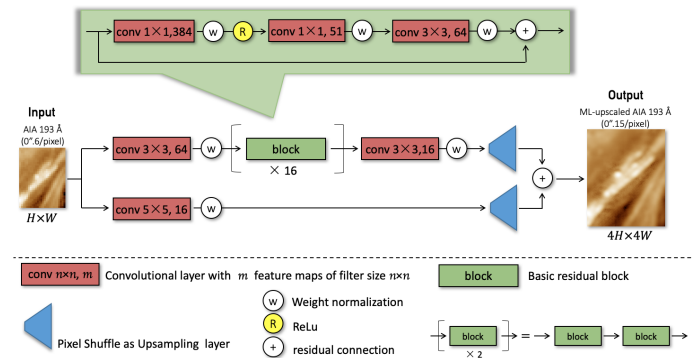 conv 1×1,384 w R conv 1×1, 51 w conv 3×3, 64 w +
Input
AIA 193 Å
(0″.6/pixel)
H×W
conv 3×3, 64 w block conv 3×3,16 w
× 16
conv 5×5, 16 w
+
Output
ML-upscaled AIA 193 Å
(0″.15/pixel)
4H×4W
conv n×n, m Convolutional layer with m feature maps of filter size n×n
block Basic residual block
Pixel Shuffle as Upsampling layer
w Weight normalization
R ReLu
+ residual connection
block = block block
× 2